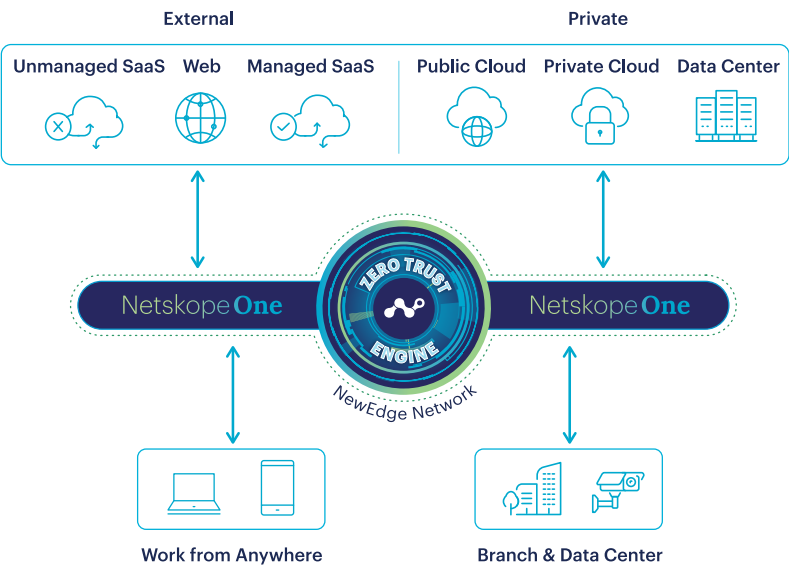 External
Private
Unmanaged SaaS
Web
Managed SaaS
Public Cloud
Private Cloud
Data Center
ZERO TRUST
ENGINE
Netskope One
Netskope One
NewEdge Network
Work from Anywhere
Branch & Data Center